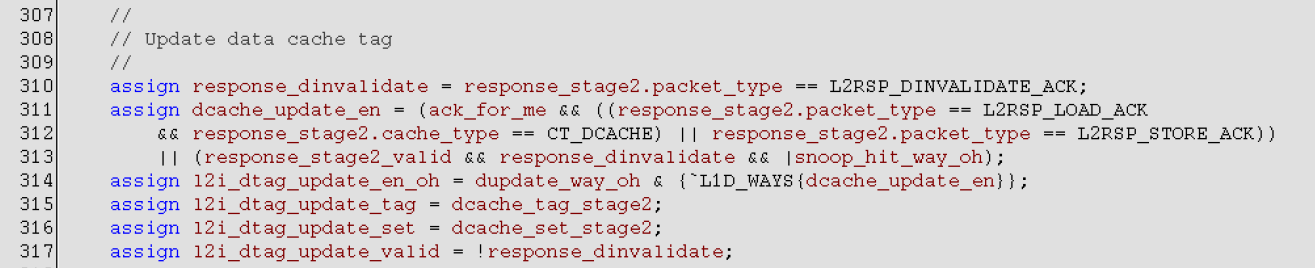 307 //
308 // Update data cache tag
309 //
310 assign response_dinvalidate = response_stage2.packet_type == L2RSP_DINVALIDATE_ACK;
311 assign dcache_update_en = (ack_for_me && ((response_stage2.packet_type == L2RSP_LOAD_ACK
312 && response_stage2.cache_type == CT_DCACHE) || response_stage2.packet_type == L2RSP_STORE_ACK))
313 || (response_stage2_valid && response_dinvalidate && |snoop_hit_way_oh);
314 assign l2i_dtag_update_en_oh = dupdate_way_oh & {`L1D_WAYS{dcache_update_en}};
315 assign l2i_dtag_update_tag = dcache_tag_stage2;
316 assign l2i_dtag_update_set = dcache_set_stage2;
317 assign l2i_dtag_update_valid = !response_dinvalidate;